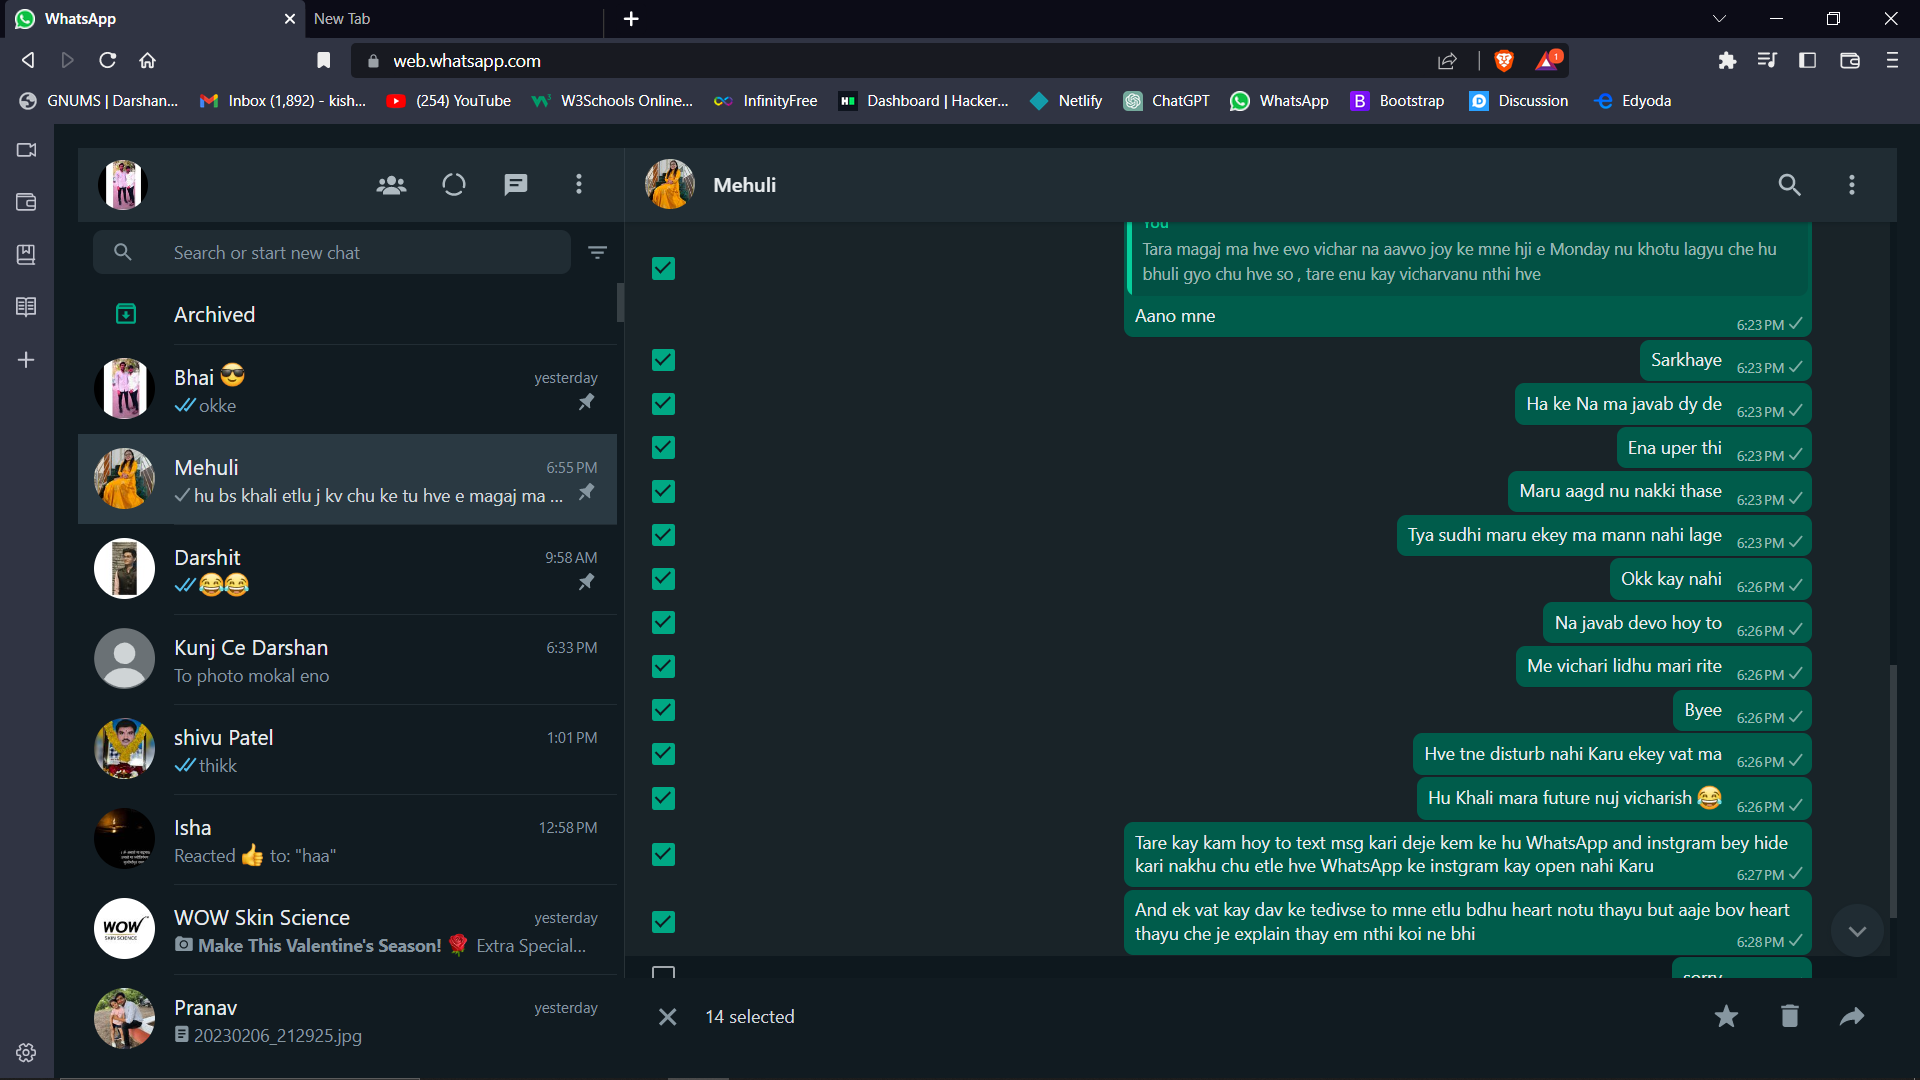 WhatsApp
New Tab
web.whatsapp.com
1
GNUMS | Darshan...
Inbox (1,892) - kish...
(254) YouTube
W3Schools Online...
InfinityFree
Dashboard | Hacker...
Netlify
ChatGPT
WhatsApp
Bootstrap
Discussion
Edyoda
Search or start new chat
Archived
Bhai 😎
yesterday
okke
Mehuli
6:55 PM
hu bs khali etlu j kv chu ke tu hve e magaj ma ...
Darshit
9:58 AM
😂😂
Kunj Ce Darshan
6:33 PM
To photo mokal eno
shivu Patel
1:01 PM
thikk
Isha
12:58 PM
Reacted 👍 to: "haa"
WOW
SKIN SCIENCE
WOW Skin Science
yesterday
Make This Valentine's Season! 🌹 Extra Special...
Pranav
yesterday
20230206_212925.jpg
Mehuli
You
Tara magaj ma hve evo vichar na aavvo joy ke mne hji e Monday nu khotu lagyu che hu
bhuli gyo chu hve so , tare enu kay vicharvanu nthi hve
Aano mne
6:23 PM
Sarkhaye
6:23 PM
Ha ke Na ma javab dy de
6:23 PM
Ena uper thi
6:23 PM
Maru aagd nu nakki thase
6:23 PM
Tya sudhi maru ekey ma mann nahi lage
6:23 PM
Okk kay nahi
6:26 PM
Na javab devo hoy to
6:26 PM
Me vichari lidhu mari rite
6:26 PM
Byee
6:26 PM
Hve tne disturb nahi Karu ekey vat ma
6:26 PM
Hu Khali mara future nuj vicharish 😂
6:26 PM
Tare kay kam hoy to text msg kari deje kem ke hu WhatsApp and instgram bey hide
kari nakhu chu etle hve WhatsApp ke instgram kay open nahi Karu
6:27 PM
And ek vat kay dav ke tedivse to mne etlu bdhu heart notu thayu but aaje bov heart
thayu che je explain thay em nthi koi ne bhi
6:28 PM
sorry
14 selected